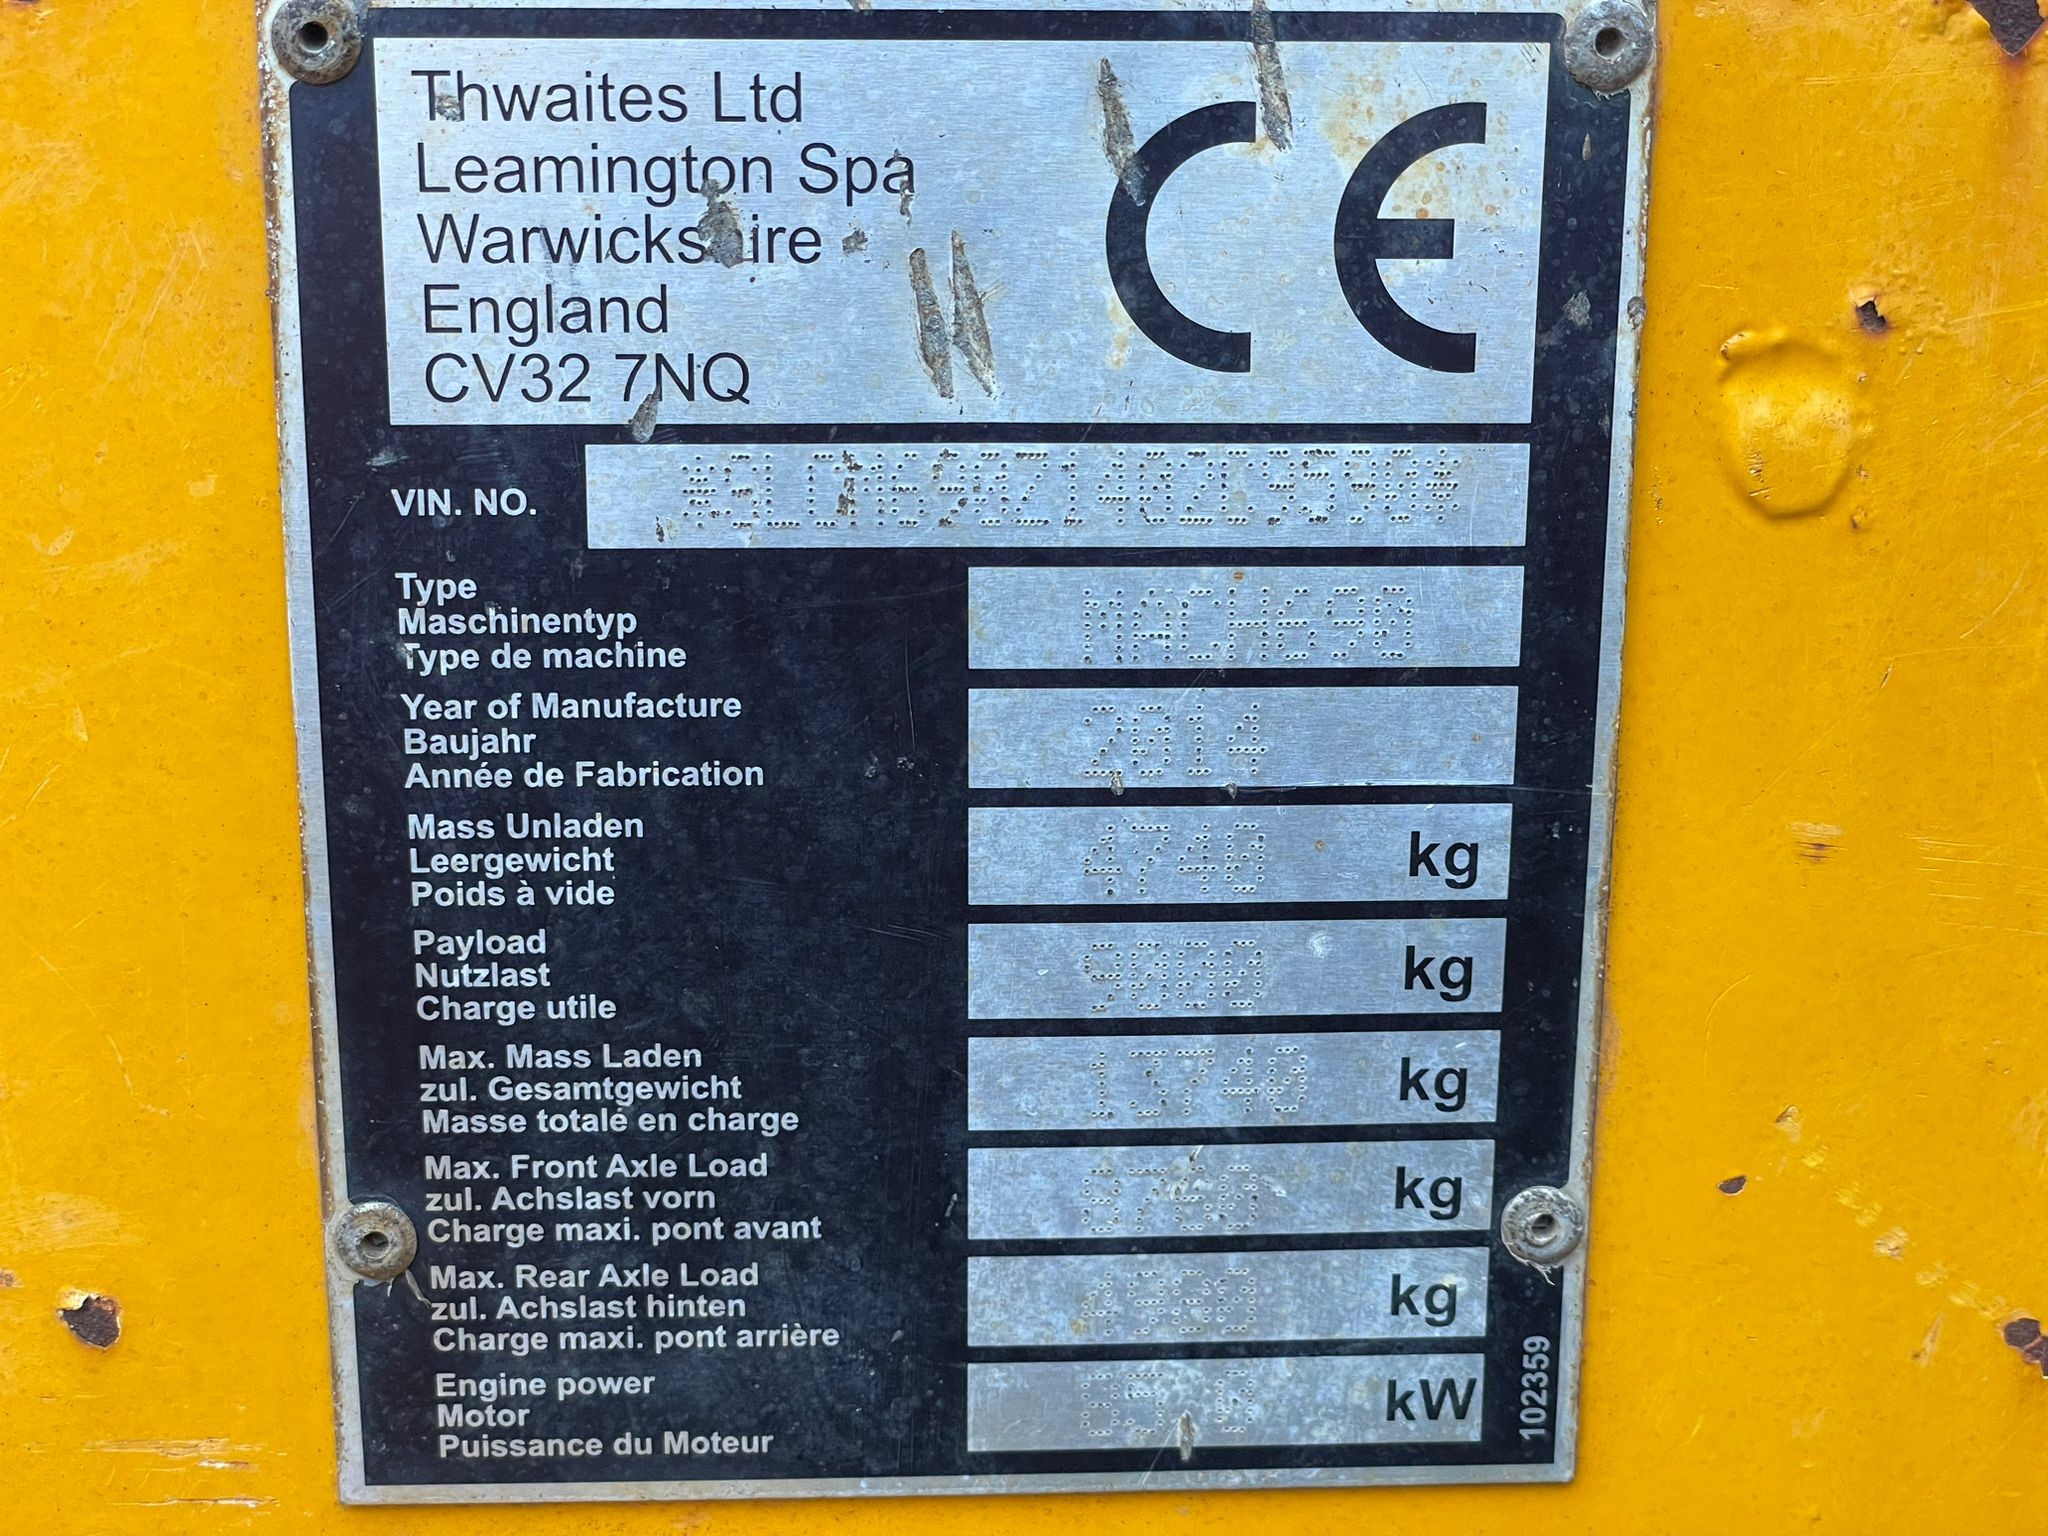 Thwaites Ltd
Leamington Spa
Warwickshire
England
CV32 7NQ
CE
VIN. NO.
Type
Maschinentyp
Type de machine
MACH690
Year of Manufacture
Baujahr
Année de Fabrication
2014
Mass Unladen
Leergewicht
Poids à vide
4740 kg
Payload
Nutzlast
Charge utile
9000 kg
Max. Mass Laden
zul. Gesamtgewicht
Masse totale en charge
13740 kg
Max. Front Axle Load
zul. Achslast vorn
Charge maxi. pont avant
kg
Max. Rear Axle Load
zul. Achslast hinten
Charge maxi. pont arrière
kg
Engine power
Motor
Puissance du Moteur
kW
102359